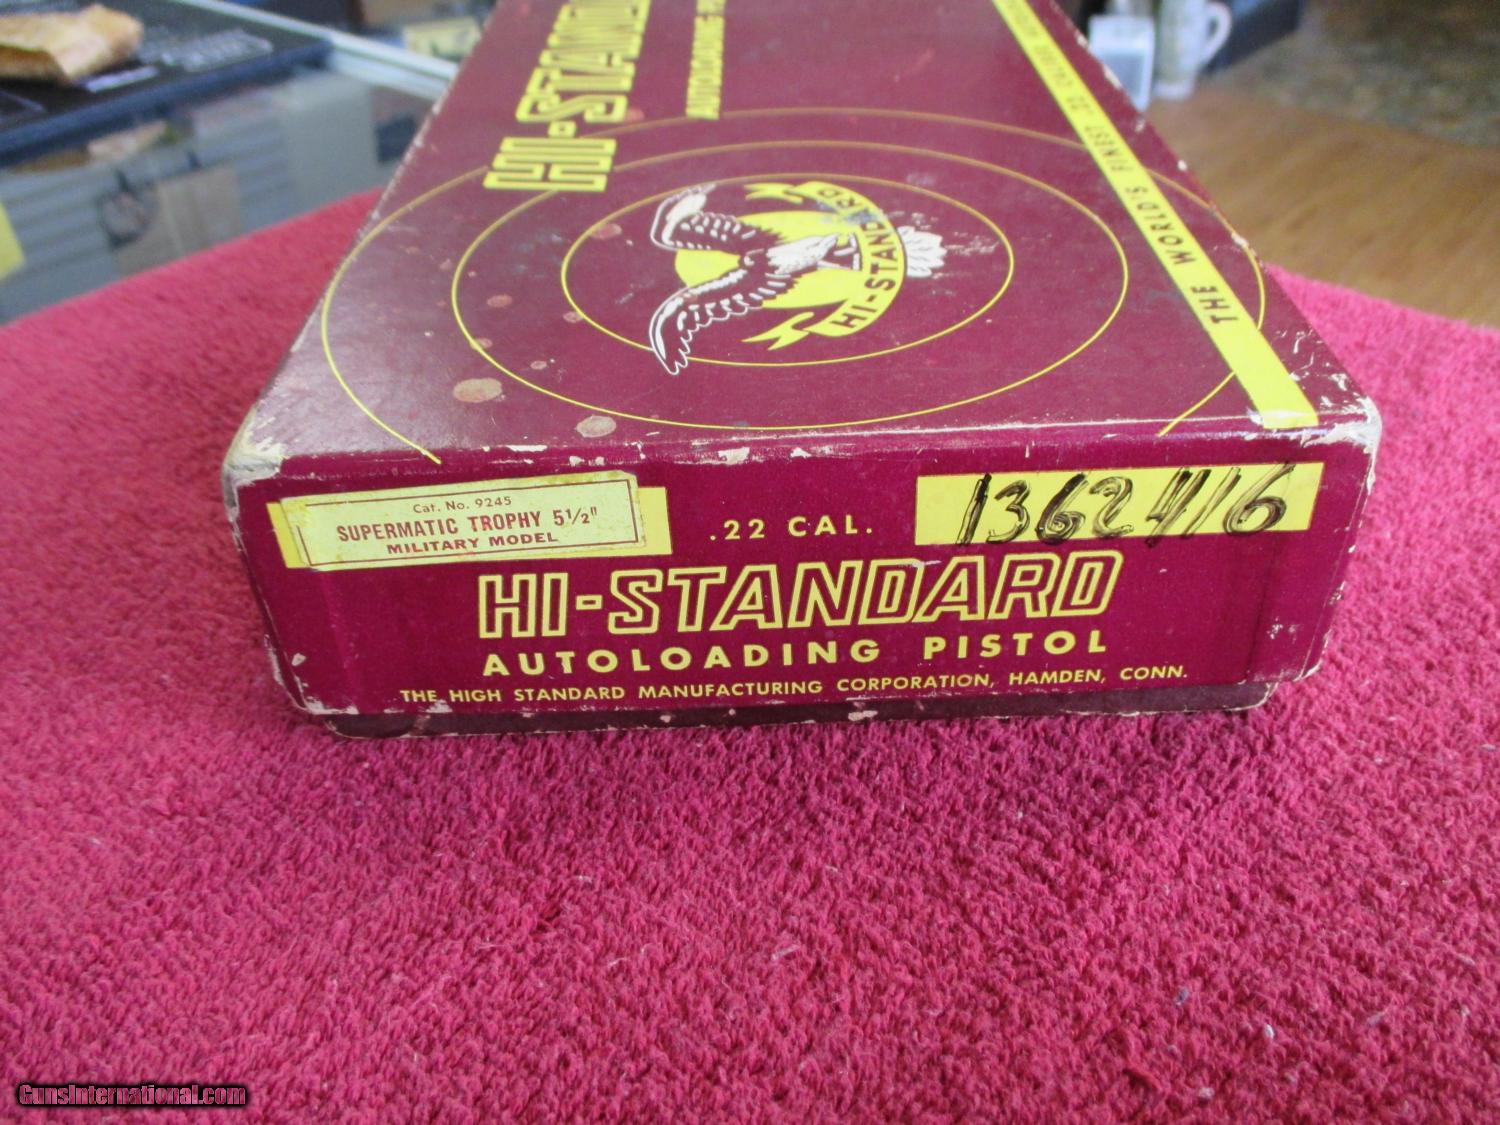 HI-STANDARD
AUTOLOADING
THE WORLD'S FINEST .22
HI-STANDARD
Cat. No. 9245
SUPERMATIC TROPHY 5½"
MILITARY MODEL
.22 CAL.
1362416
HI-STANDARD
AUTOLOADING PISTOL
THE HIGH STANDARD MANUFACTURING CORPORATION, HAMDEN, CONN.
GunsInternational.com